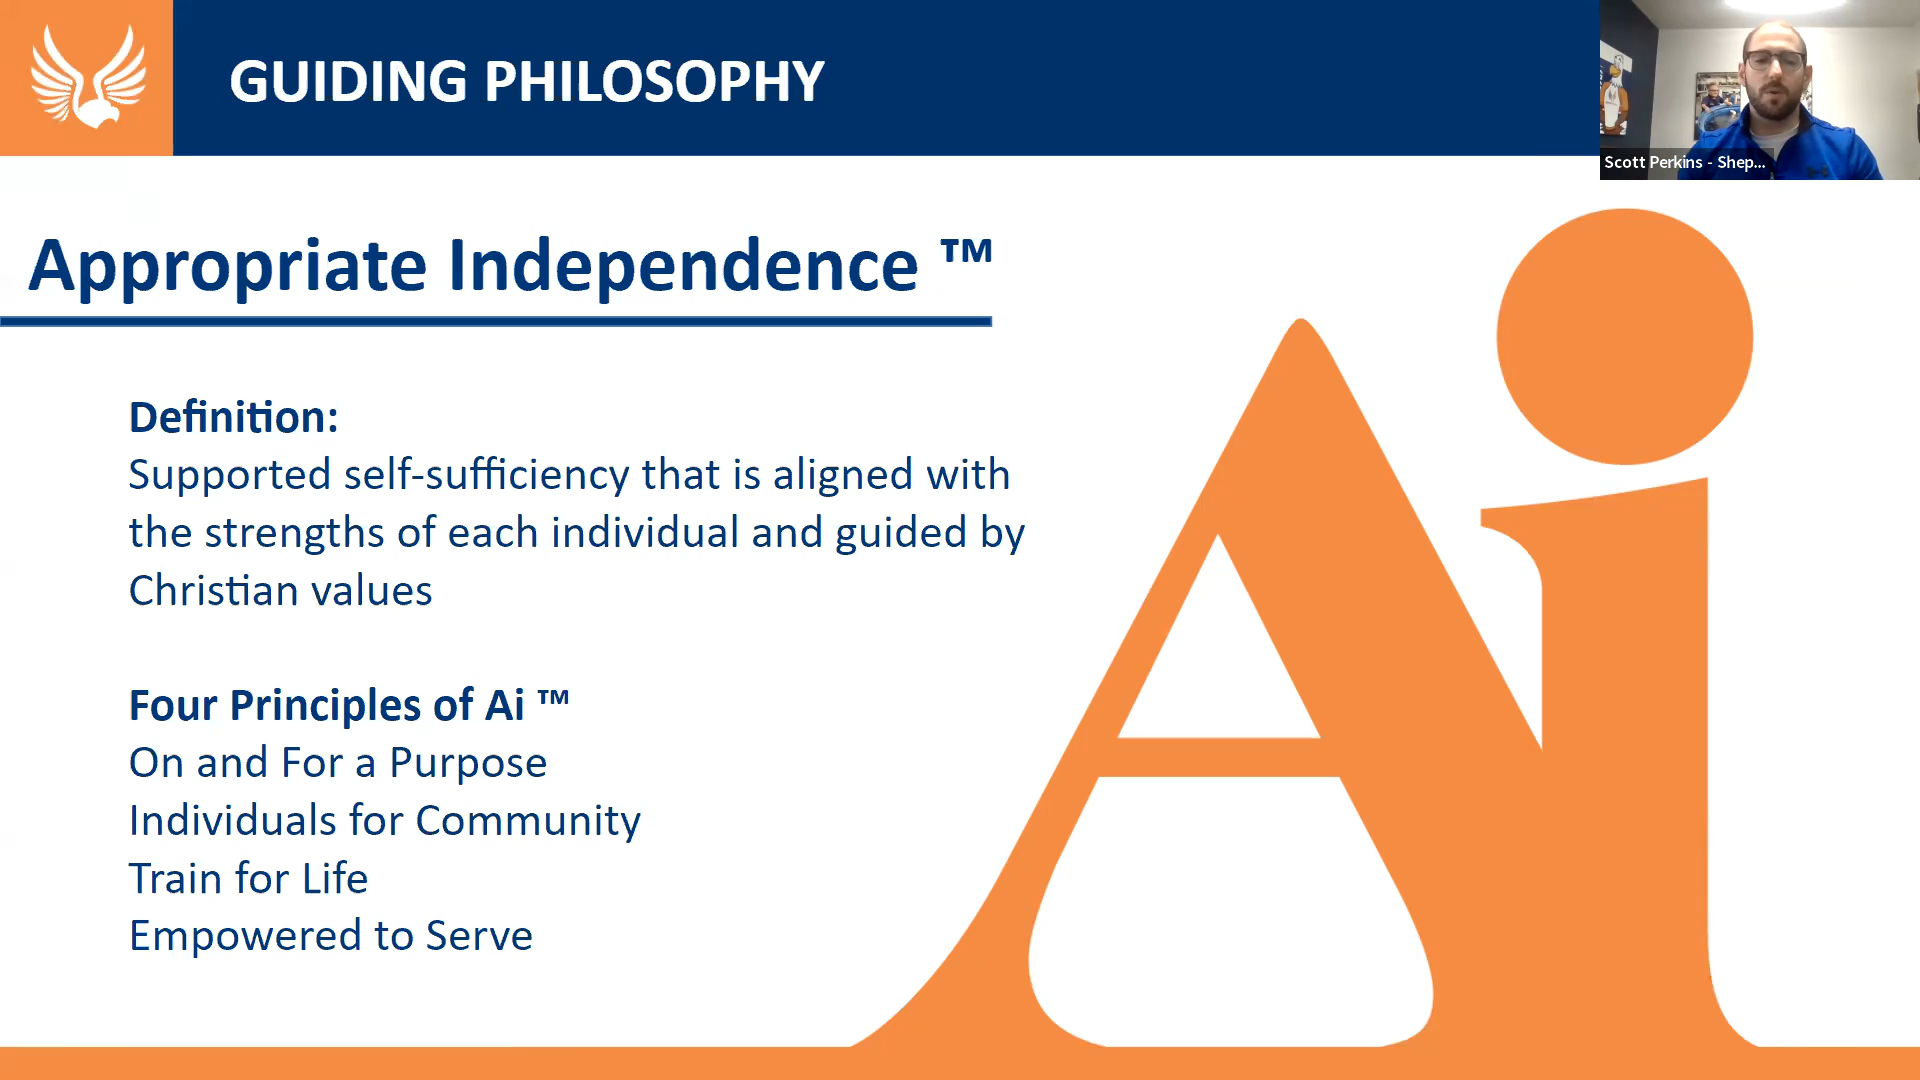 GUIDING PHILOSOPHY
Scott Perkins - Shep...
Appropriate Independence ™
Definition:
Supported self-sufficiency that is aligned with
the strengths of each individual and guided by
Christian values
Four Principles of Ai ™
On and For a Purpose
Individuals for Community
Train for Life
Empowered to Serve
Ai